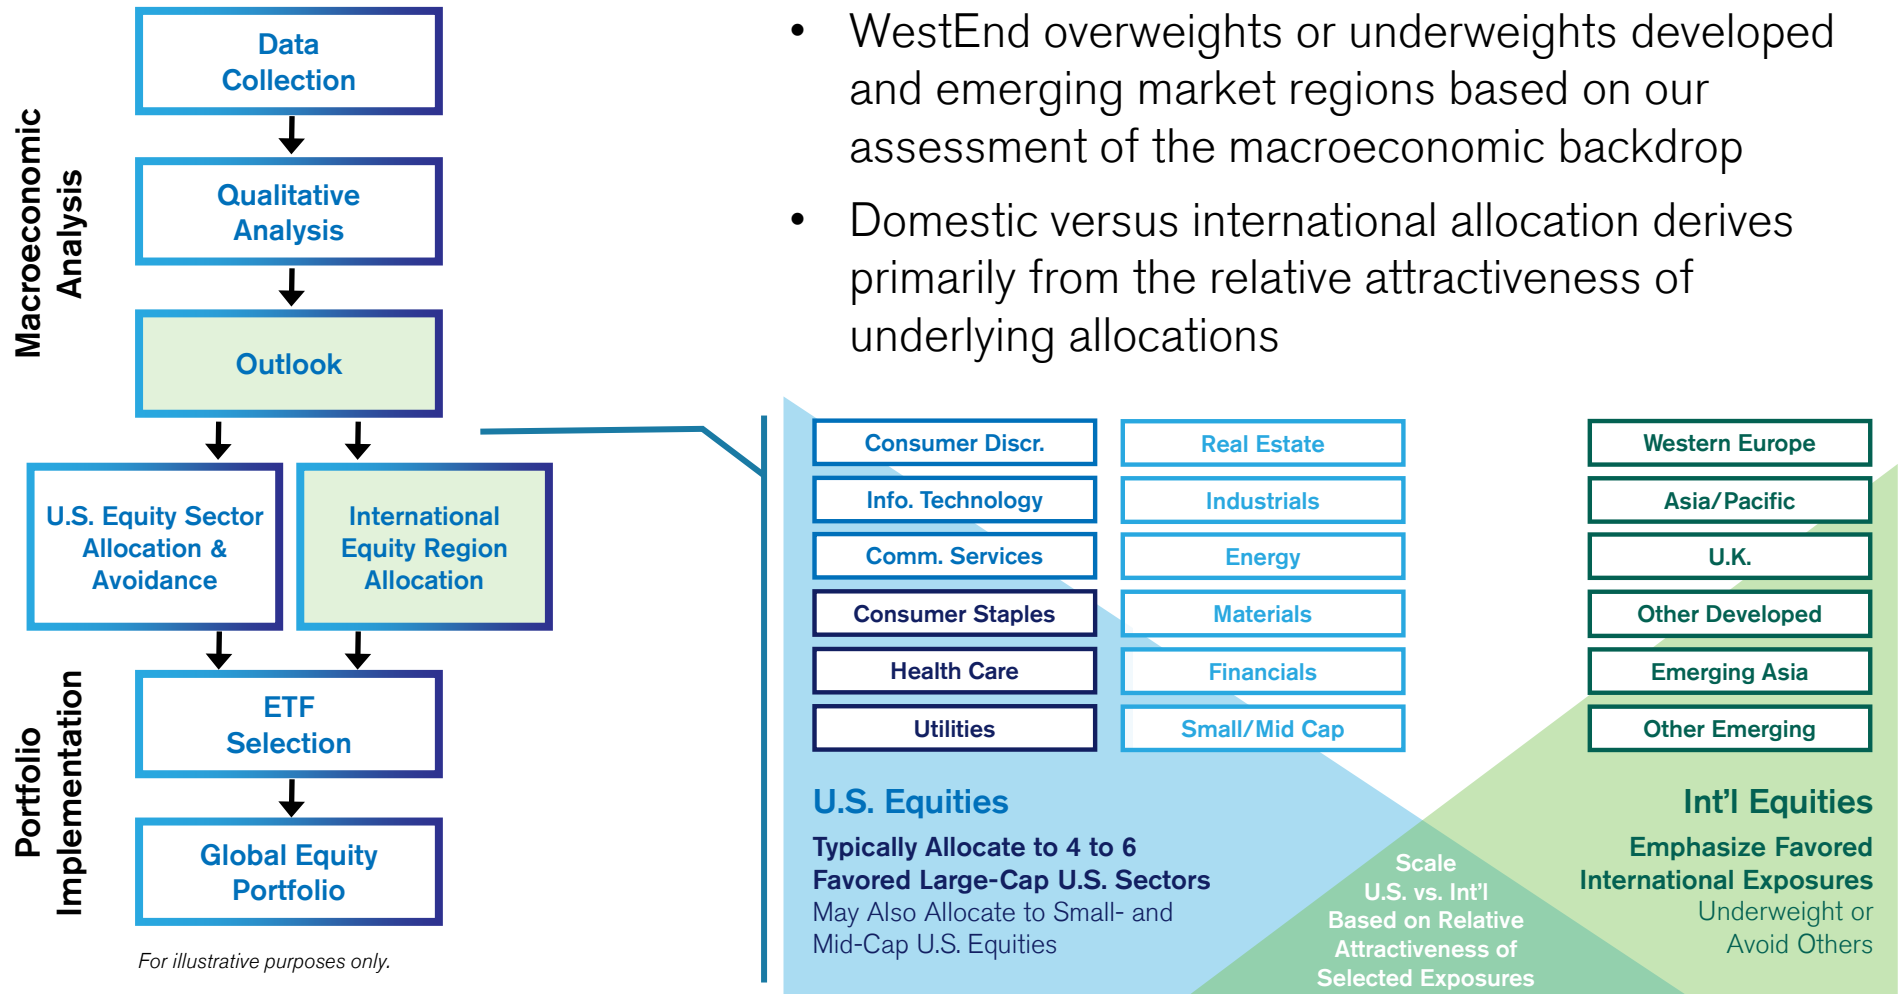 Macroeconomic
Analysis
Data
Collection
Qualitative
Analysis
Outlook
U.S. Equity Sector
Allocation &
Avoidance
International
Equity Region
Allocation
Portfolio
Implementation
ETF
Selection
Global Equity
Portfolio
For illustrative purposes only.
• WestEnd overweights or underweights developed
and emerging market regions based on our
assessment of the macroeconomic backdrop
• Domestic versus international allocation derives
primarily from the relative attractiveness of
underlying allocations
Consumer Discr.
Info. Technology
Comm. Services
Consumer Staples
Health Care
Utilities
Real Estate
Industrials
Energy
Materials
Financials
Small/Mid Cap
Western Europe
Asia/Pacific
U.K.
Other Developed
Emerging Asia
Other Emerging
U.S. Equities
Typically Allocate to 4 to 6
Favored Large-Cap U.S. Sectors
May Also Allocate to Small- and
Mid-Cap U.S. Equities
Scale
U.S. vs. Int'l
Based on Relative
Attractiveness of
Selected Exposures
Int'l Equities
Emphasize Favored
International Exposures
Underweight or
Avoid Others